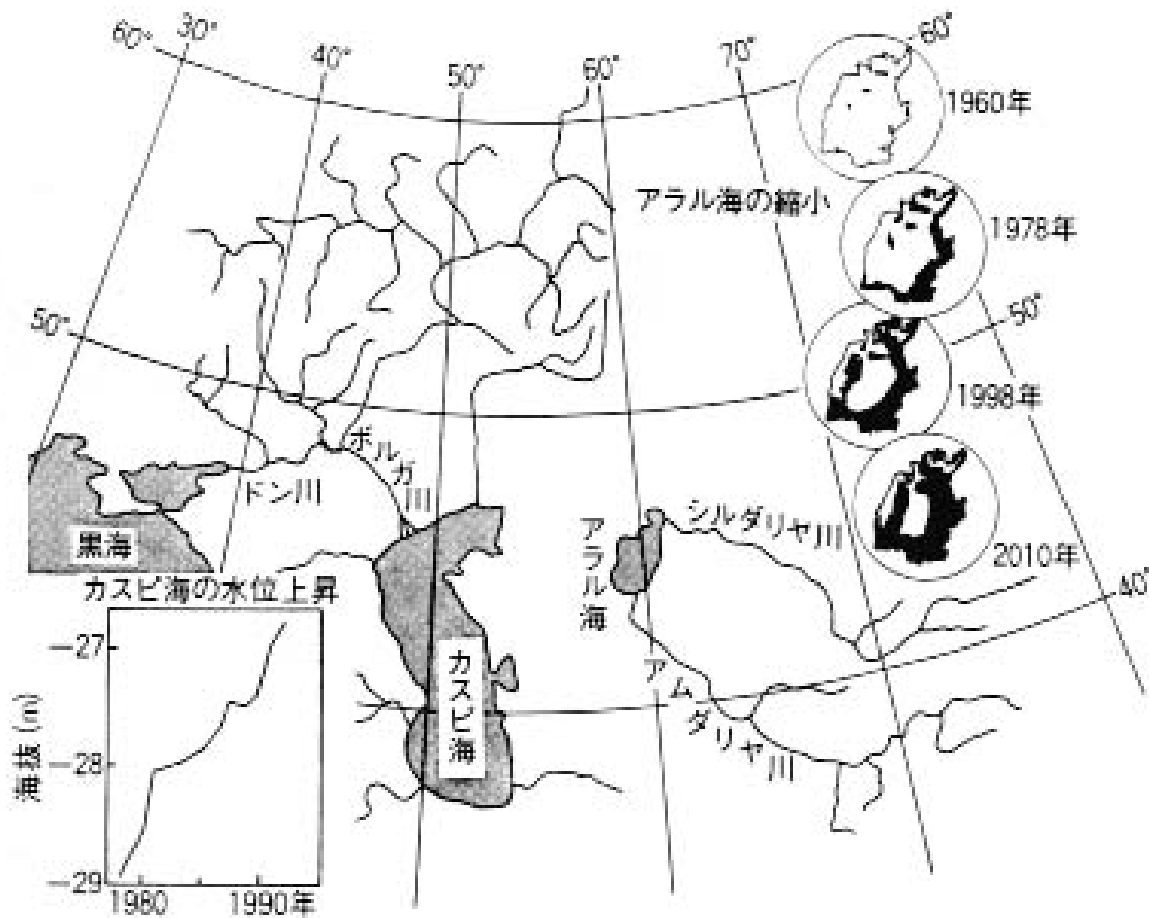 60°
30°
40°
50°
60°
70°
60°
1960年
アラル海の縮小
1978年
50°
50°
1998年
ボルガ川
ドン川
黒海
アラル海
シルダリヤ川
2010年
40°
カスピ海の水位上昇
カスピ海
アムダリヤ川
海抜(m)
-27
-28
-29
1980
1990年